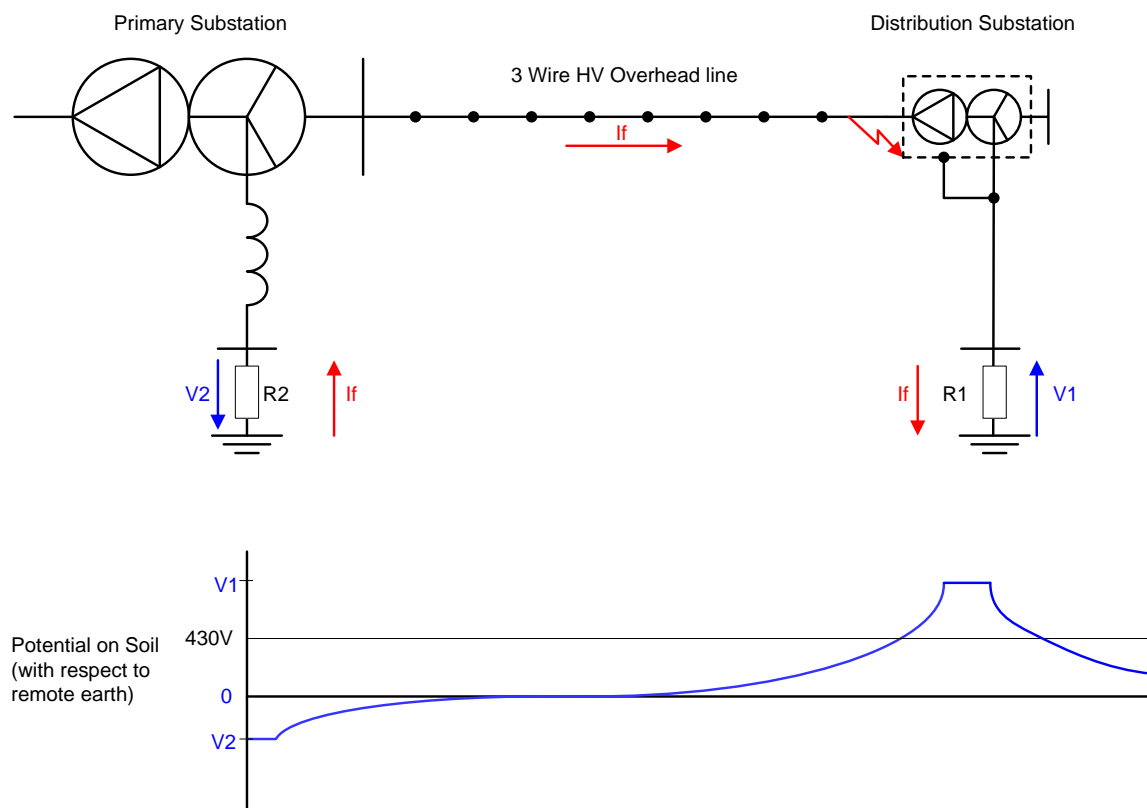 Primary Substation
Distribution Substation
3 Wire HV Overhead line
If
V2
R2
If
If
R1
V1
V1
Potential on Soil
(with respect to
remote earth)
430V
0
V2